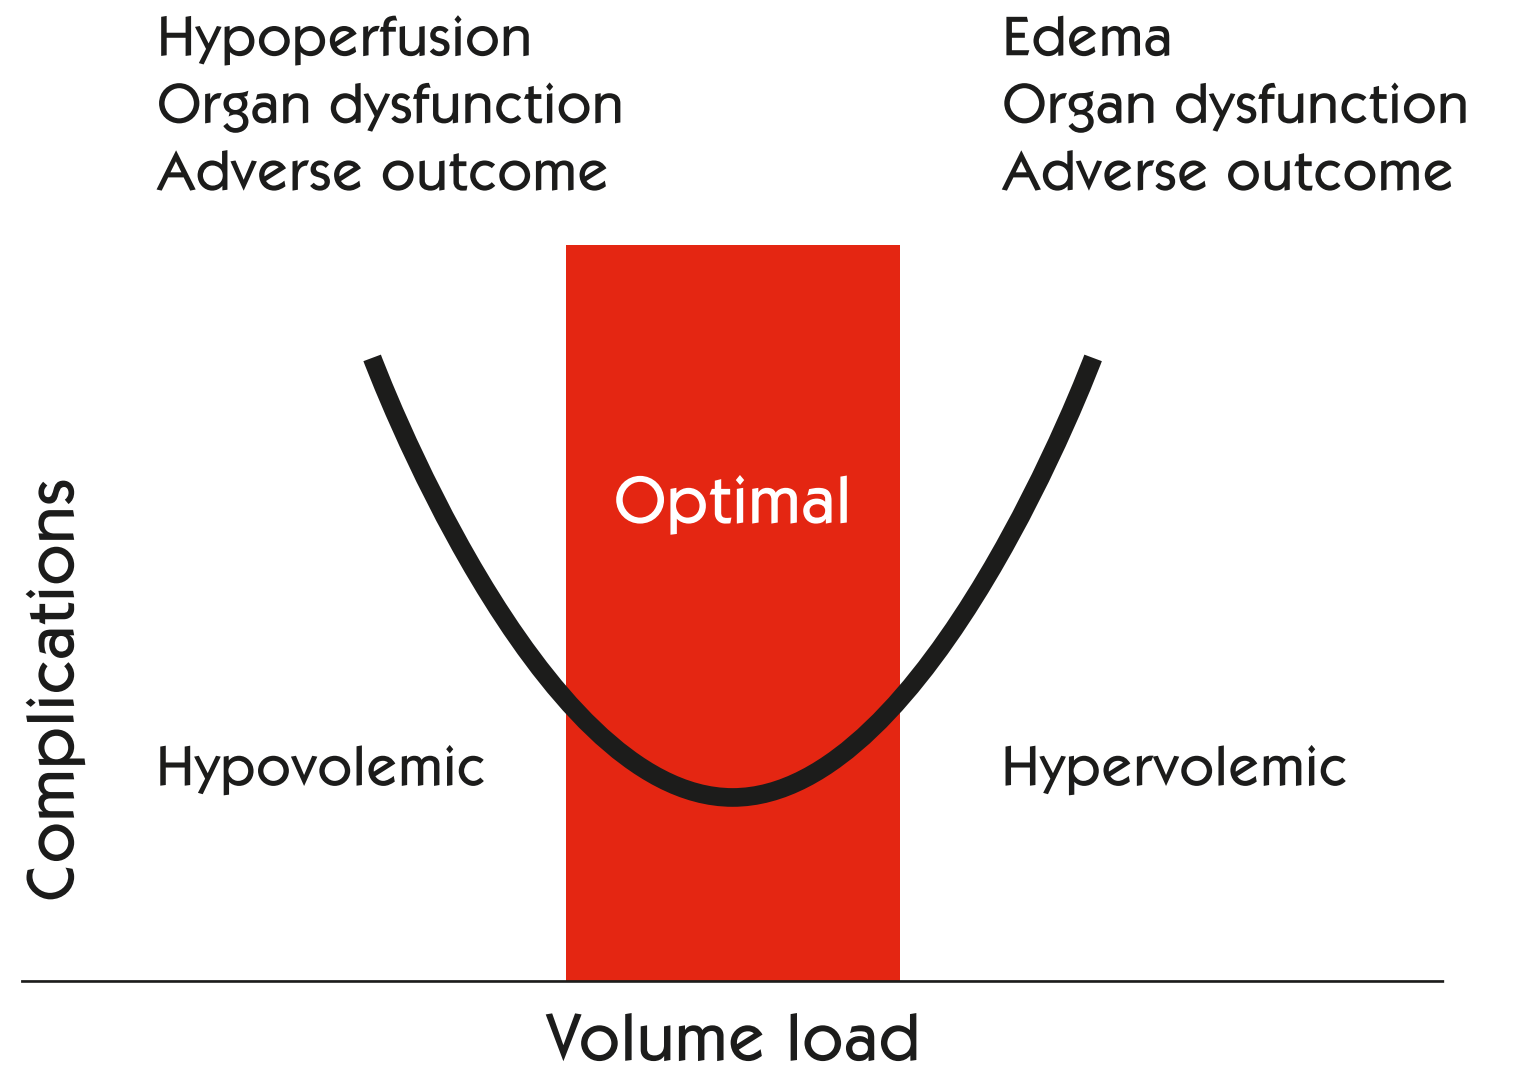 Hypoperfusion
Organ dysfunction
Adverse outcome
Edema
Organ dysfunction
Adverse outcome
Optimal
Complications
Hypovolemic
Hypervolemic
Volume load